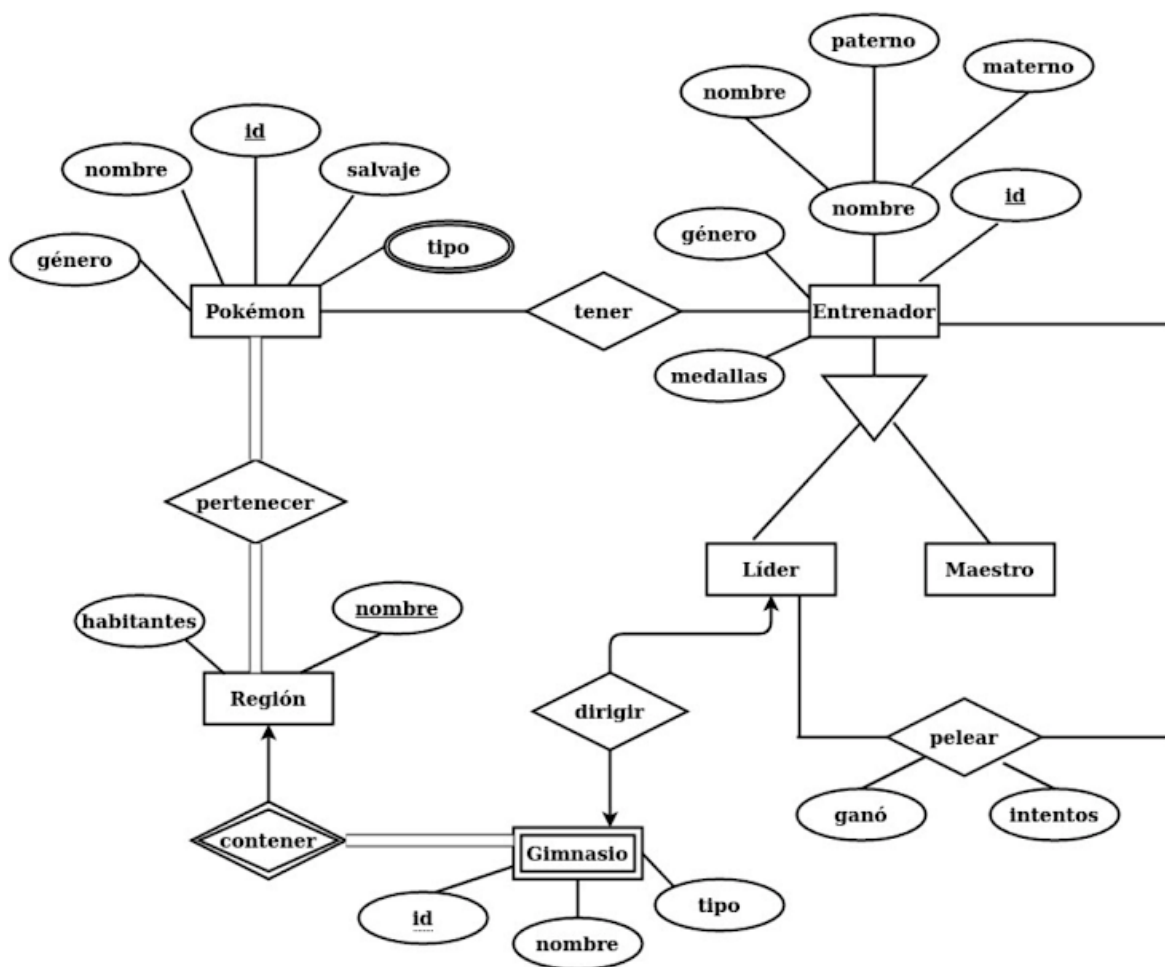 paterno
nombre
materno
id
nombre
salvaje
id
nombre
género
tipo
género
Pokémon
tener
Entrenador
medallas
pertenecer
Líder
Maestro
habitantes
nombre
Región
dirigir
pelear
ganó
intentos
contener
Gimnasio
id
tipo
nombre